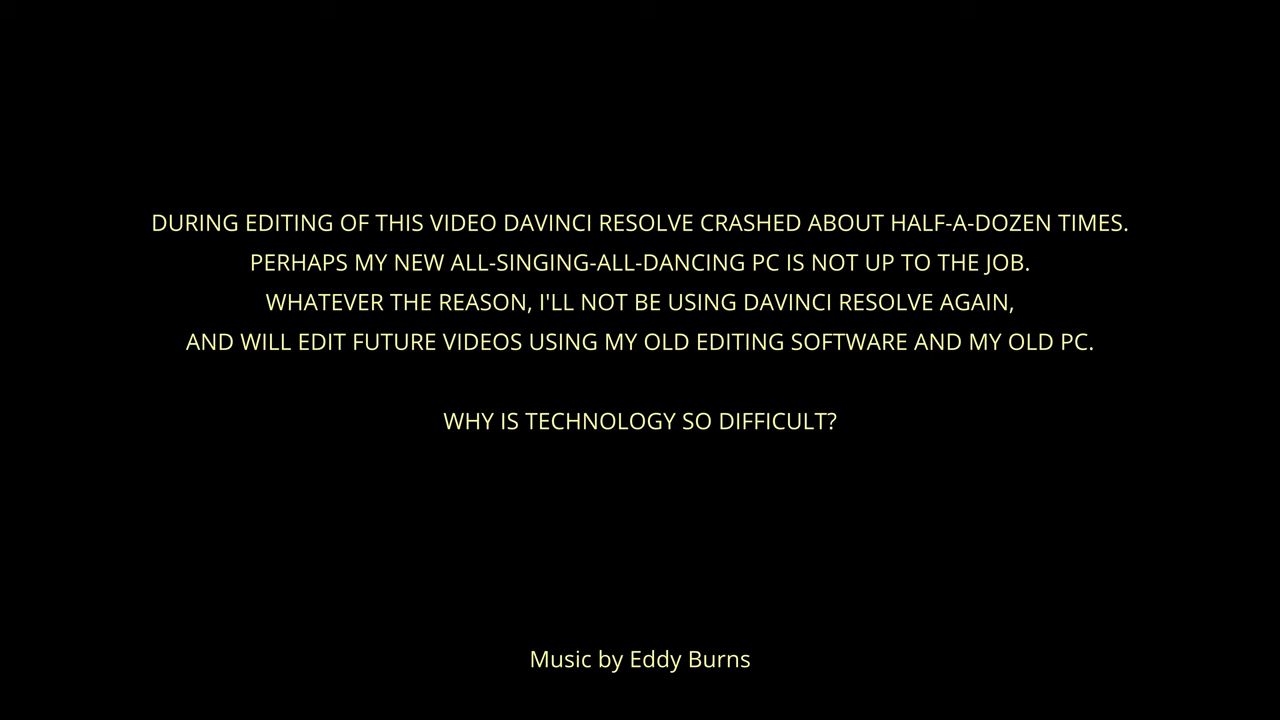 DURING EDITING OF THIS VIDEO DAVINCI RESOLVE CRASHED ABOUT HALF-A-DOZEN TIMES.
PERHAPS MY NEW ALL-SINGING-ALL-DANCING PC IS NOT UP TO THE JOB.
WHATEVER THE REASON, I'LL NOT BE USING DAVINCI RESOLVE AGAIN,
AND WILL EDIT FUTURE VIDEOS USING MY OLD EDITING SOFTWARE AND MY OLD PC.
WHY IS TECHNOLOGY SO DIFFICULT?
Music by Eddy Burns